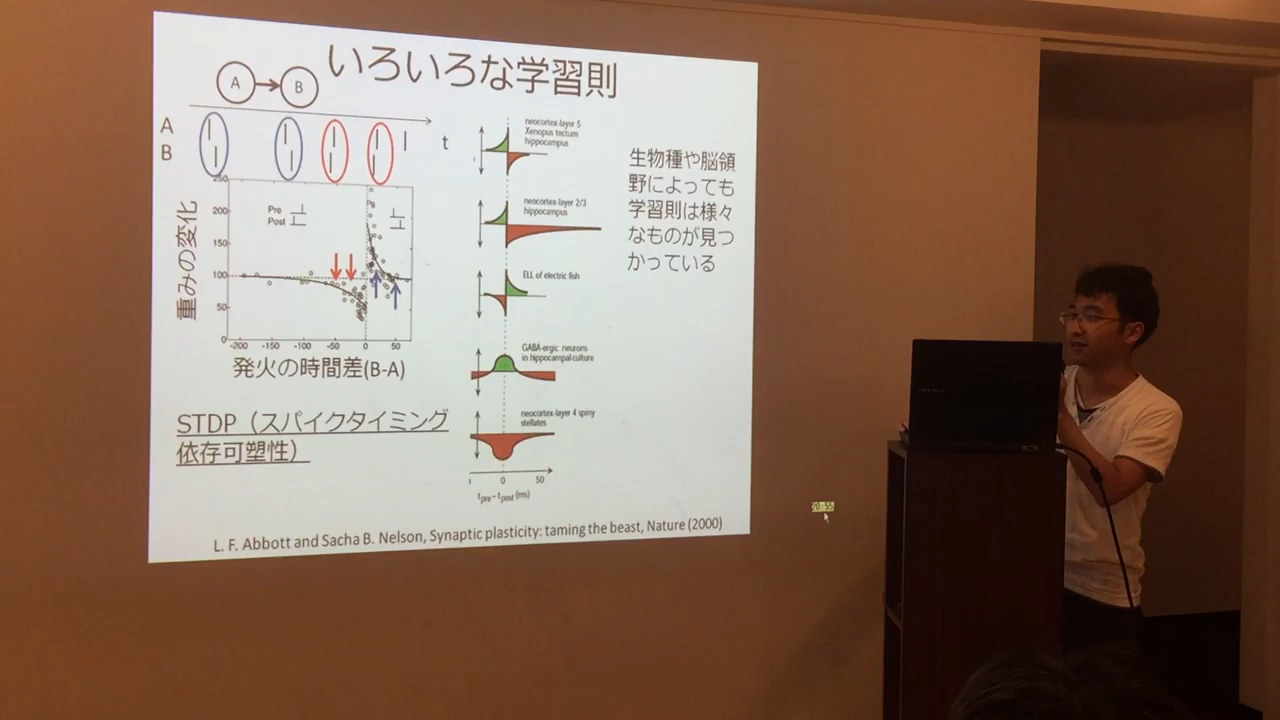 いろいろな学習則
A
B
A
B
t
250
200
150
100
50
0
Pre
Post
-200
-150
-100
-50
0
50
重みの変化
発火の時間差(B-A)
STDP（スパイクタイミング
依存可塑性）
neocortex-layer 5
Xenopus tectum
hippocampus
neocortex-layer 2/3
hippocampus
ELL of electric fish
GABA-ergic neurons
in hippocampal culture
neocortex-layer 4 spiny
stellates
0
50
tpre – tpost (ms)
生物種や脳領
野によっても
学習則は様々
なものが見つ
かっている
L. F. Abbott and Sacha B. Nelson, Synaptic plasticity: taming the beast, Nature (2000)